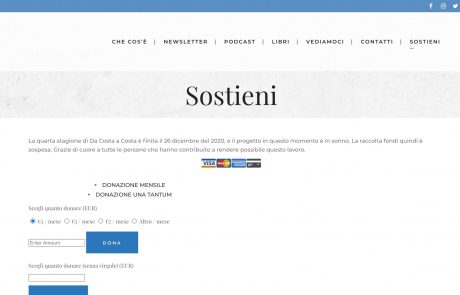 CHE COS'È | NEWSLETTER | PODCAST | LIBRI | VEDIAMOCI | CONTATTI | SOSTIENI
Sostieni
La quarta stagione di Da Costa a Costa è finita il 26 dicembre del 2020, e il progetto in questo momento è in sonno. La raccolta fondi quindi è
sospesa. Grazie di cuore a tutte le persone che hanno contribuito a rendere possibile questo lavoro.
VISA
DONAZIONE MENSILE
DONAZIONE UNA TANTUM
Scegli quanto donare (EUR)
€3 / mese €5 / mese €2 / mese Altro / mese
Enter Amount DONA
Scegli quanto donare (senza virgole) (EUR)